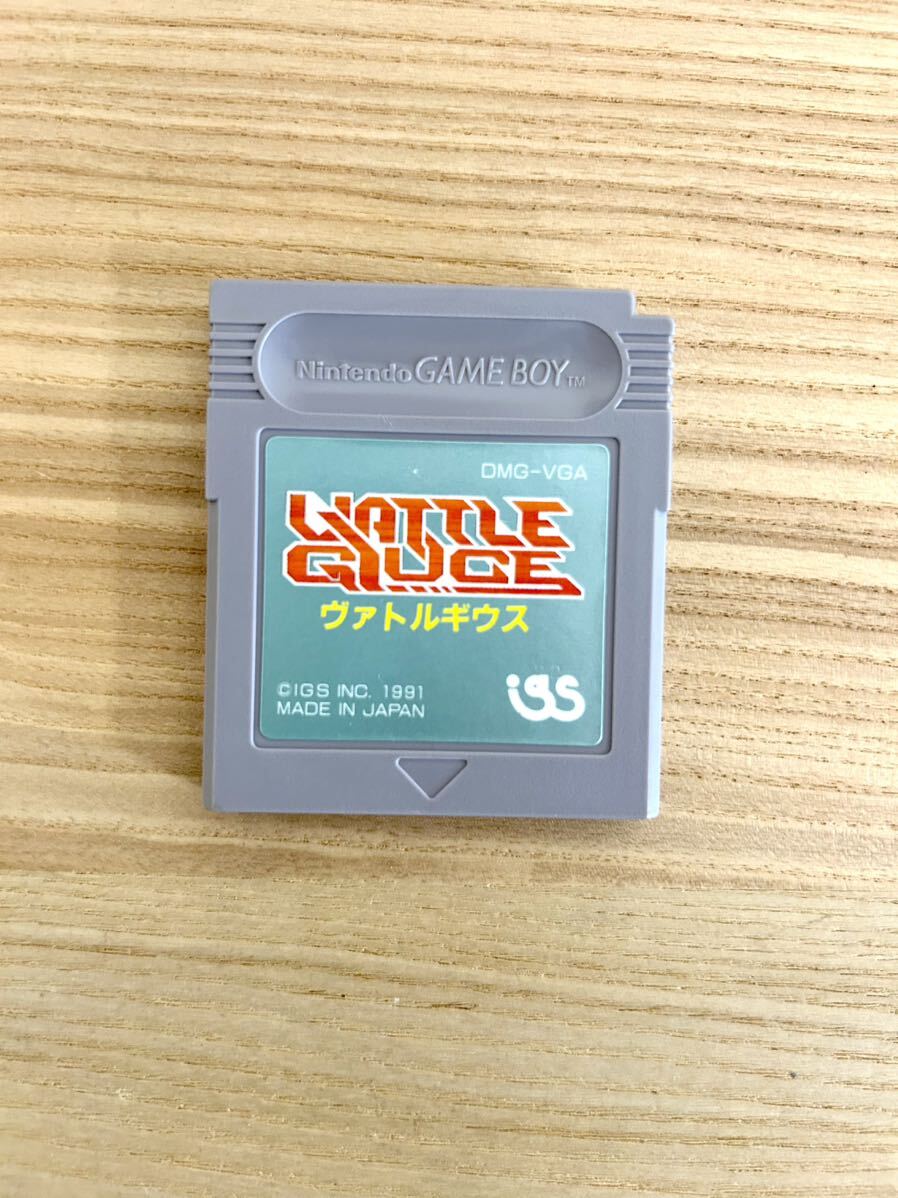 Nintendo GAME BOY™
DMG-VGA
VATTLE
GIUCE
ヴァトルギウス
©IGS INC. 1991
MADE IN JAPAN
igs